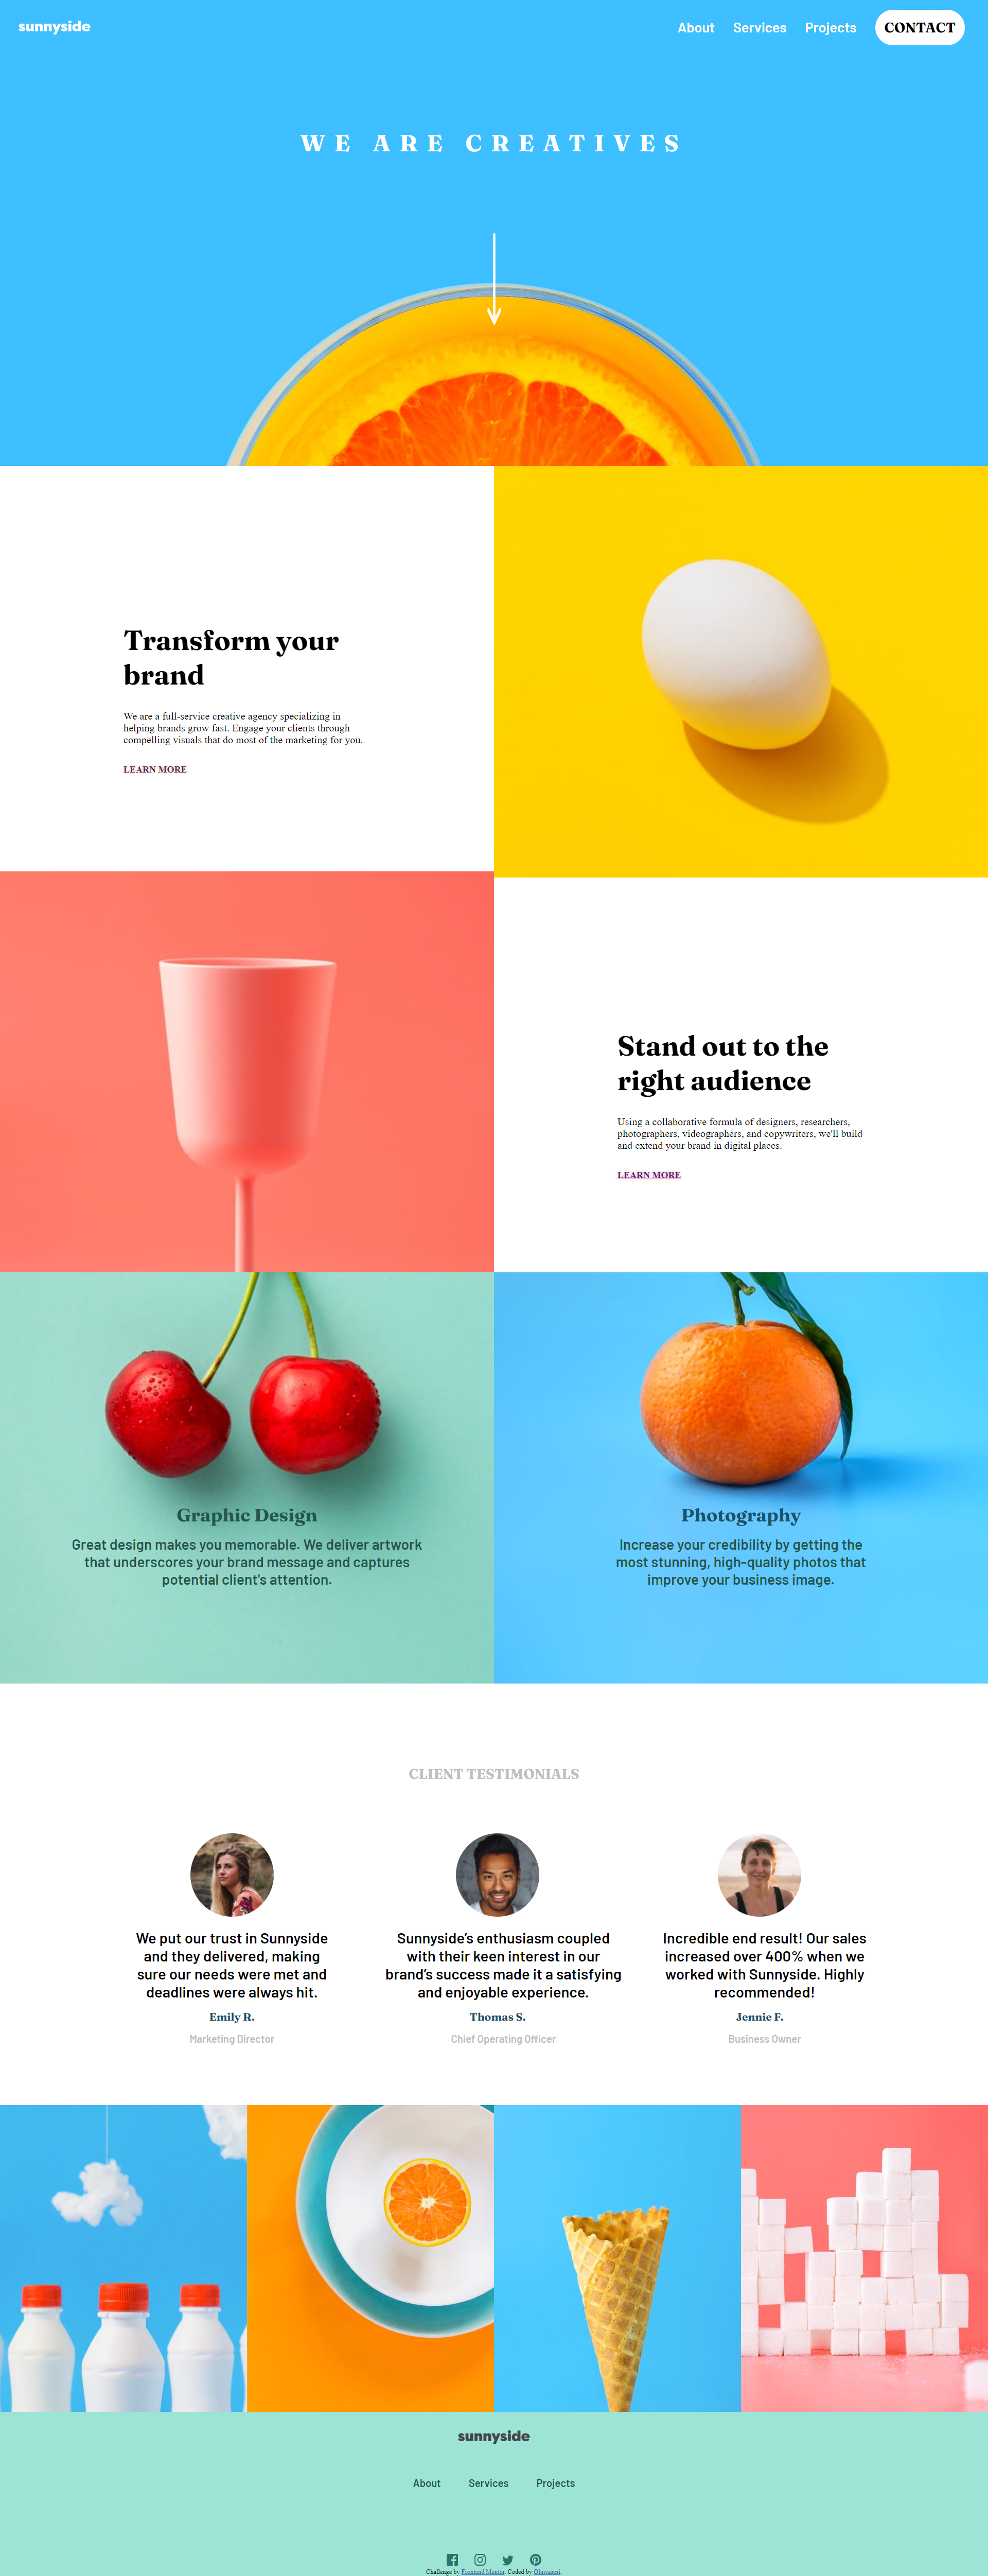 sunnyside
About Services Projects CONTACT
WE ARE CREATIVES
Transform your
brand
We are a full-service creative agency specializing in
helping brands grow fast. Engage your clients through
compelling visuals that do most of the marketing for you.
LEARN MORE
Stand out to the
right audience
Using a collaborative formula of designers, researchers,
photographers, videographers, and copywriters, we'll build
and extend your brand in digital places.
LEARN MORE
Graphic Design
Great design makes you memorable. We deliver artwork
that underscores your brand message and captures
potential client's attention.
Photography
Increase your credibility by getting the
most stunning, high-quality photos that
improve your business image.
CLIENT TESTIMONIALS
We put our trust in Sunnyside
and they delivered, making
sure our needs were met and
deadlines were always hit.
Emily R.
Marketing Director
Sunnyside’s enthusiasm coupled
with their keen interest in our
brand’s success made it a satisfying
and enjoyable experience.
Thomas S.
Chief Operating Officer
Incredible end result! Our sales
increased over 400% when we
worked with Sunnyside. Highly
recommended!
Jennie F.
Business Owner
sunnyside
About Services Projects
Challenge by Frontend Mentor. Coded by Oluwaseyi.